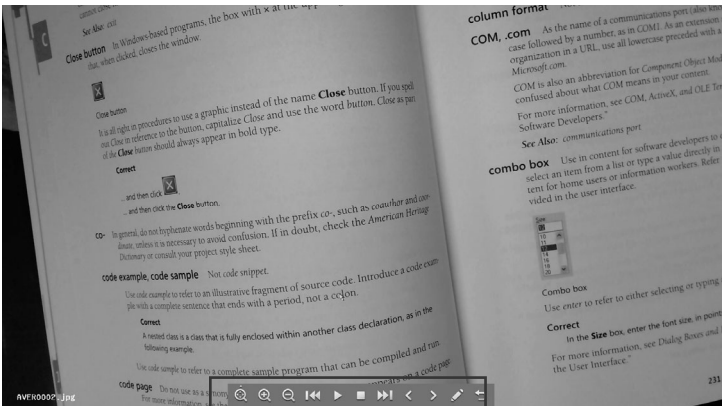 cannot
See Also: exit
Close button In Windows-based programs, the box with × at the
that, when clicked, closes the window.
Close button
It is all right in procedures to use a graphic instead of the name Close button. If you spell
out Close in reference to the button, capitalize Close and use the word button. Close as part
of the Close button should always appear in bold type.
Correct
... and then click
... and then click the Close button.
co- In general, do not hyphenate words beginning with the prefix co-, such as coauthor and coor-
dinate, unless it is necessary to avoid confusion. If in doubt, check the American Heritage
Dictionary or consult your project style sheet.
code example, code sample Not code snippet.
Use code example to refer to an illustrative fragment of source code. Introduce a code exam-
ple with a complete sentence that ends with a period, not a colon.
Correct
A nested class is a class that is fully enclosed within another class declaration, as in the
following example.
Use code sample to refer to a complete sample program that can be compiled and run.
code page Do not use as a synonym
appears on a code page
For more information, see
C
column format
COM, .com As the name of a communications port (also
case followed by a number, as in COM1. As an extension
organization in a URL, use all lowercase preceded with a
Microsoft.com.
COM is also an abbreviation for Component Object
confused about what COM means in your content.
For more information, see COM, ActiveX, and OLE
Software Developers."
See Also: communications port
combo box Use in content for software developers to
select an item from a list or type a value directly in
tent for home users or information workers. Refer
vided in the user interface.
Size:
10
11
12
14
16
18
20
Combo box
Use enter to refer to either selecting or typing
Correct
In the Size box, enter the font size, in
For more information, see Dialog Boxes and
the User Interface."
231
AVER0002.jpg